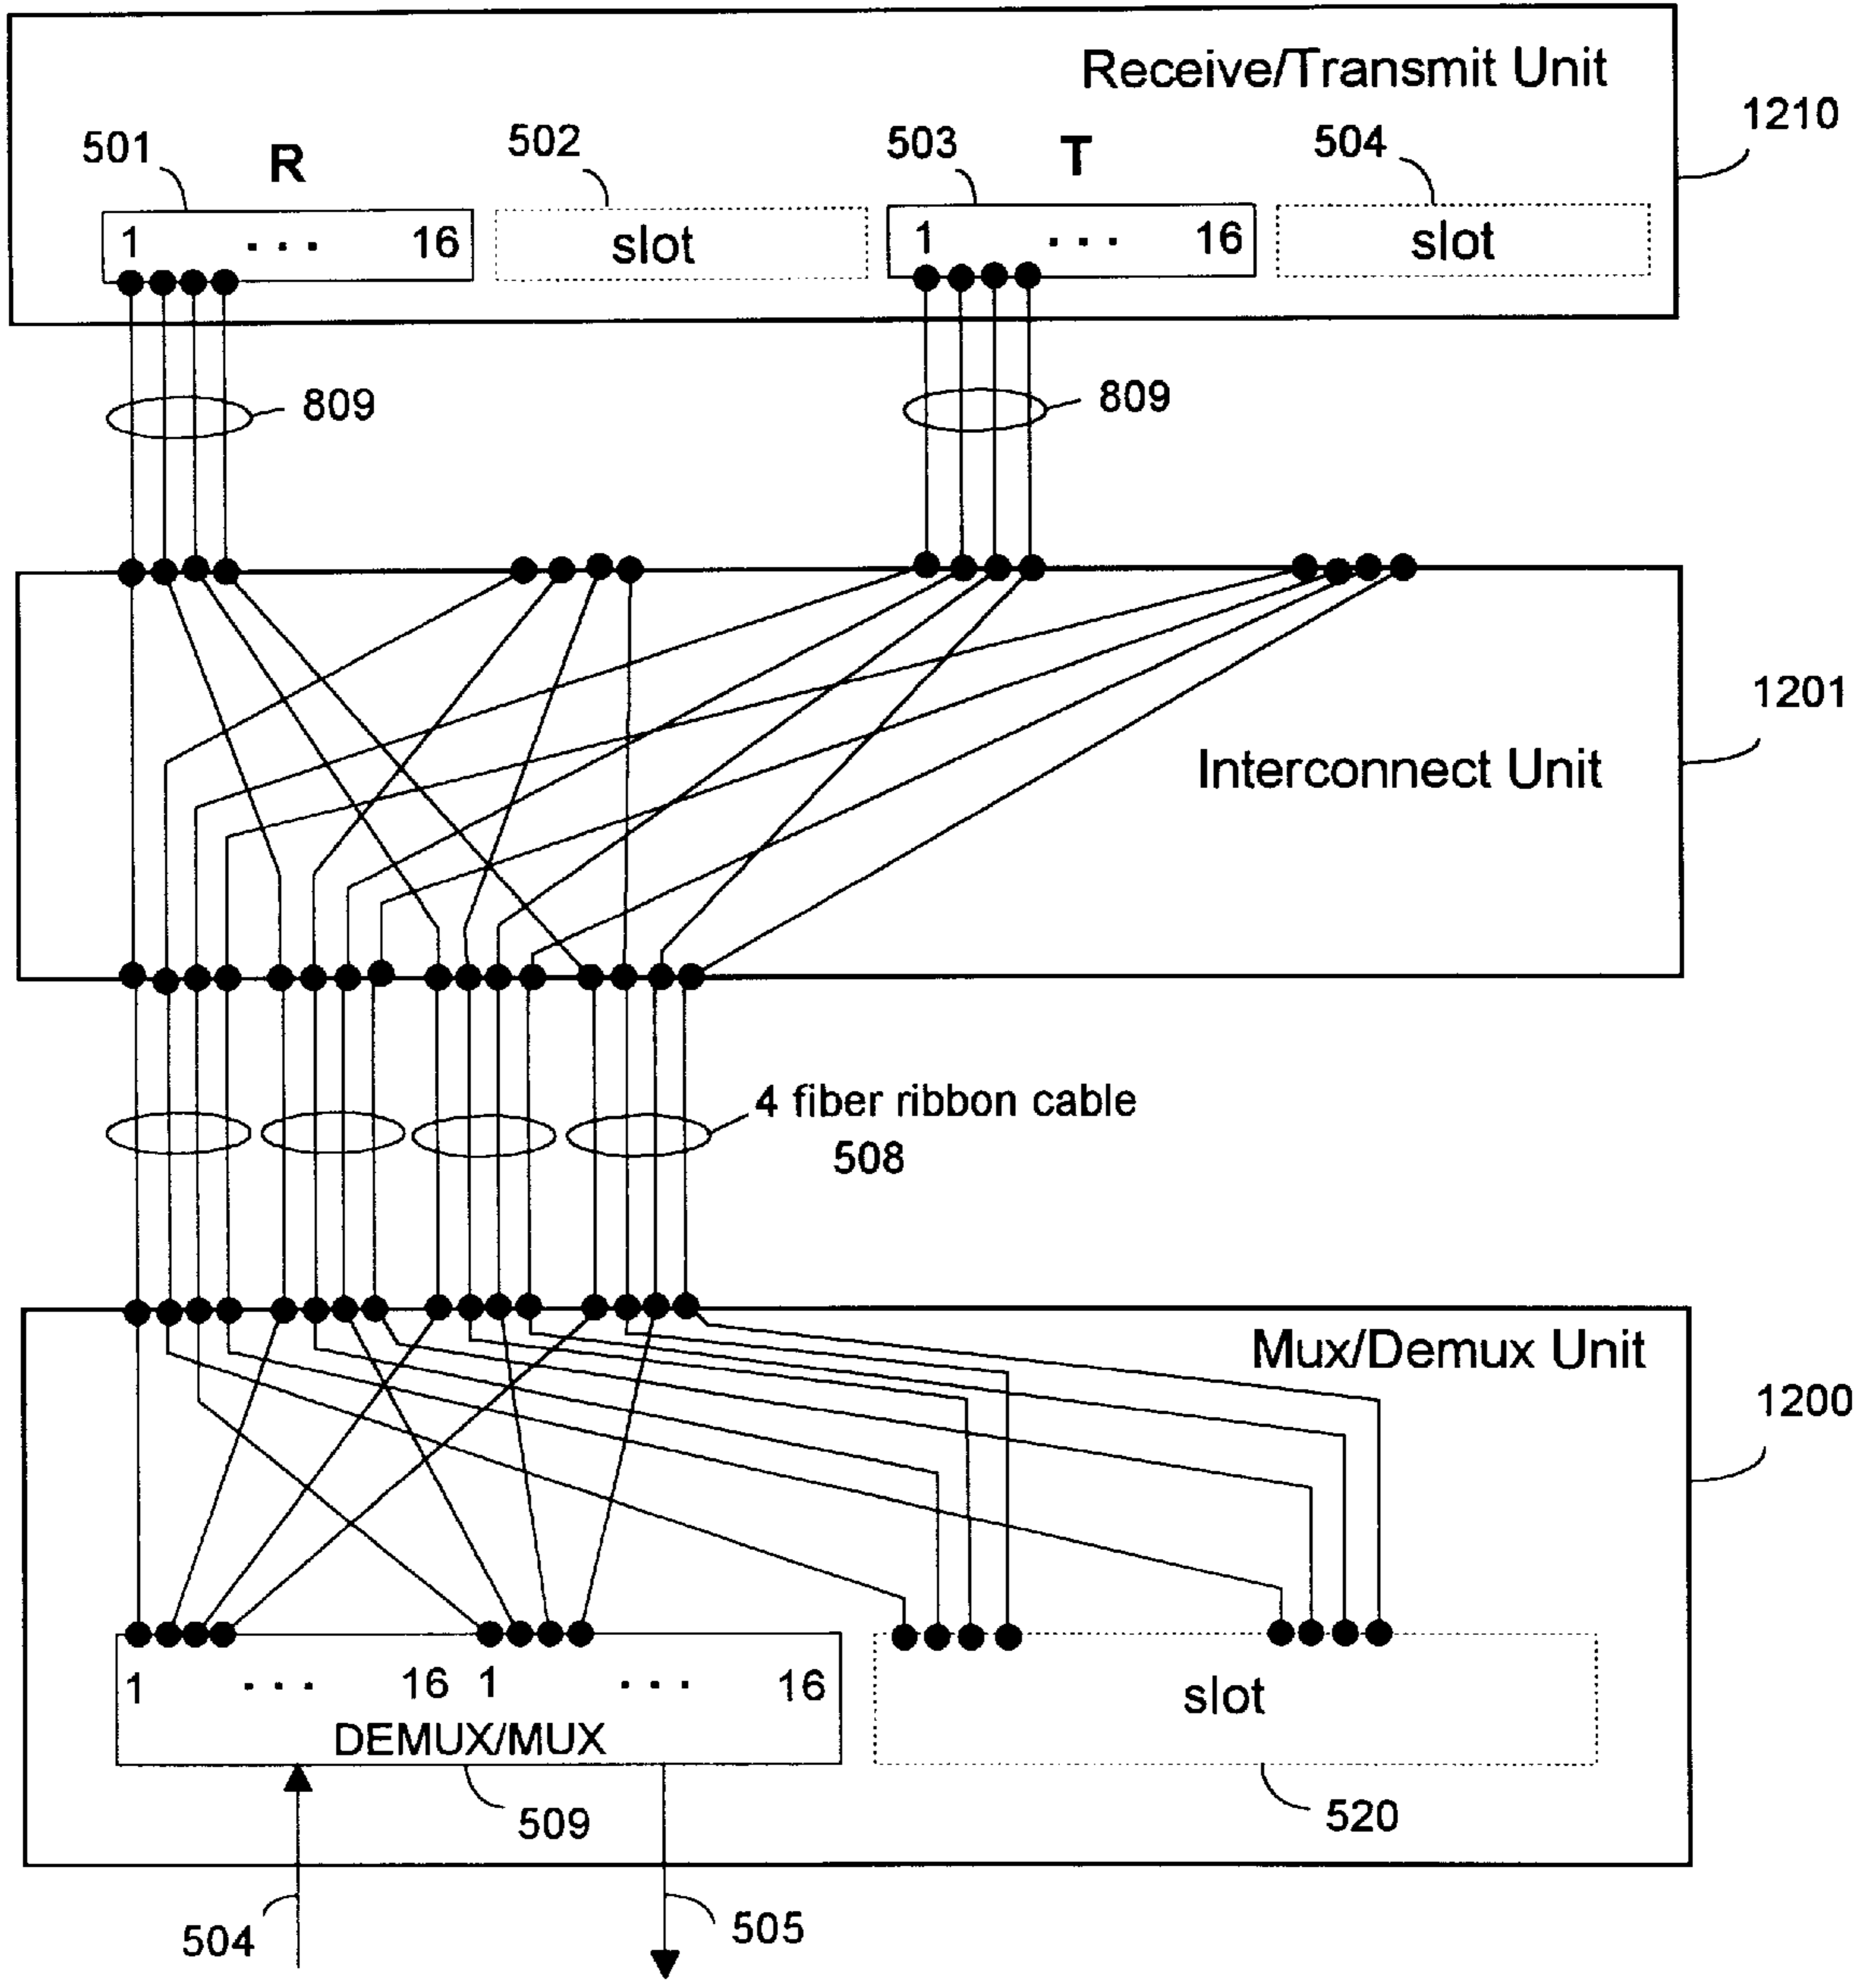 Receive/Transmit Unit
1210
501
R
502
503
T
504
1 ... 16
slot
1 ... 16
slot
809
809
1201
Interconnect Unit
4 fiber ribbon cable
508
Mux/Demux Unit
1200
1 ... 16 1 ... 16
DEMUX/MUX
slot
509
520
504
505